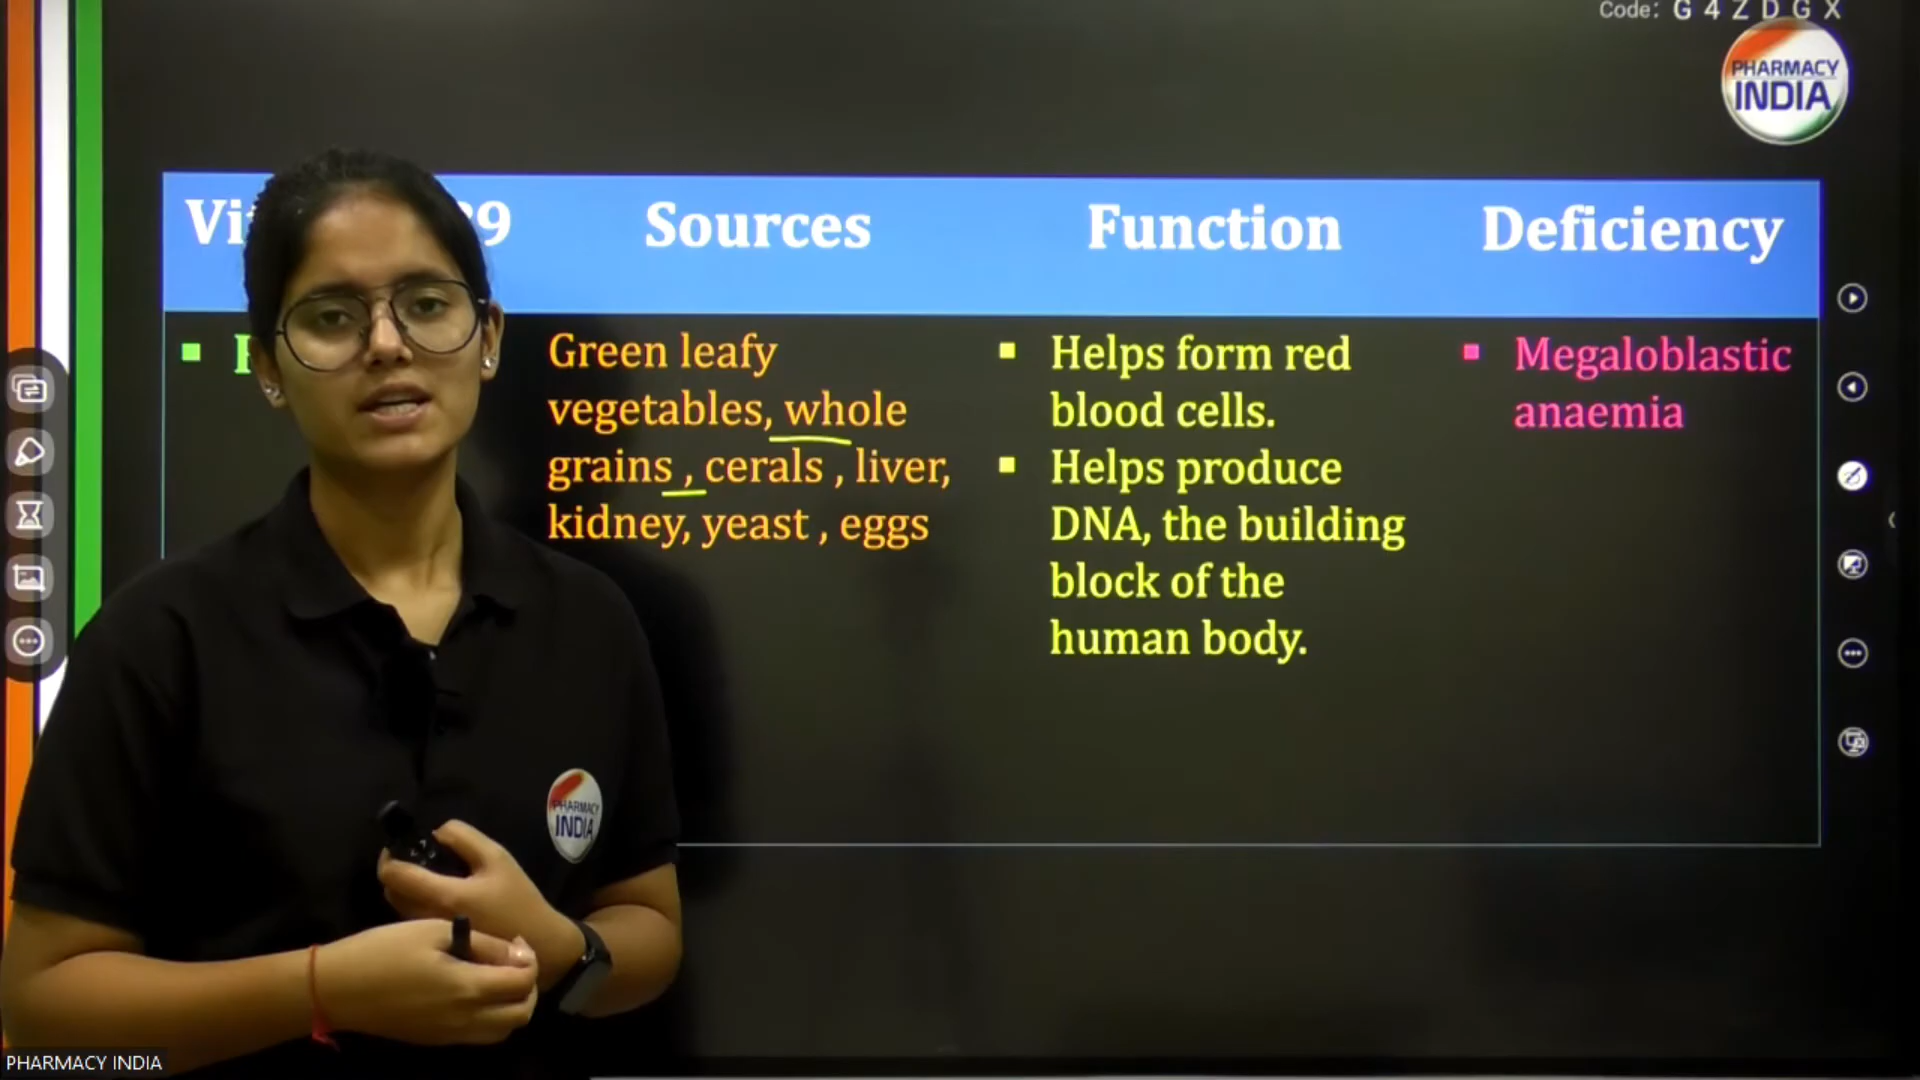 Code: G 4 Z D G X
PHARMACY
INDIA
Sources
Function
Deficiency
Green leafy
vegetables, whole
grains , cerals , liver,
kidney, yeast , eggs
Helps form red
blood cells.
Helps produce
DNA, the building
block of the
human body.
Megaloblastic
anaemia
PHARMACY
INDIA
PHARMACY INDIA